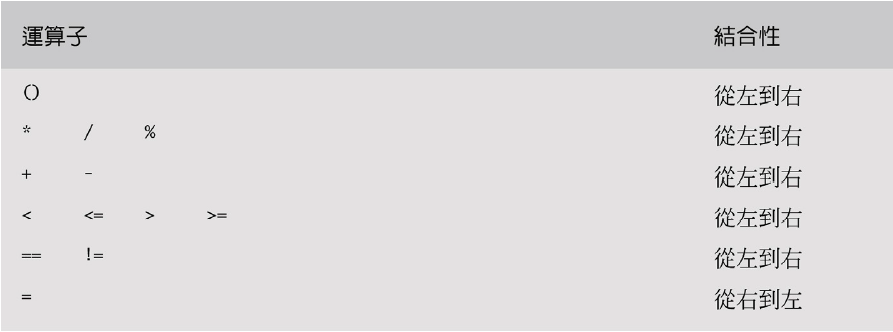 運算子 結合性
() 從左到右
* / % 從左到右
+ - 從左到右
< <= > >= 從左到右
== != 從左到右
= 從右到左